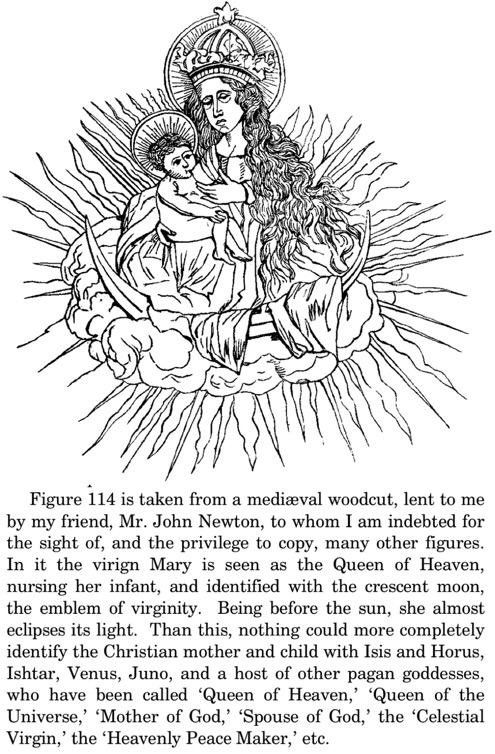 Figure 114 is taken from a mediæval woodcut, lent to me
by my friend, Mr. John Newton, to whom I am indebted for
the sight of, and the privilege to copy, many other figures.
In it the virign Mary is seen as the Queen of Heaven,
nursing her infant, and identified with the crescent moon,
the emblem of virginity.  Being before the sun, she almost
eclipses its light.  Than this, nothing could more completely
identify the Christian mother and child with Isis and Horus,
Ishtar, Venus, Juno, and a host of other pagan goddesses,
who have been called ‘Queen of Heaven,’ ‘Queen of the
Universe,’ ‘Mother of God,’ ‘Spouse of God,’ the ‘Celestial
Virgin,’ the ‘Heavenly Peace Maker,’ etc.